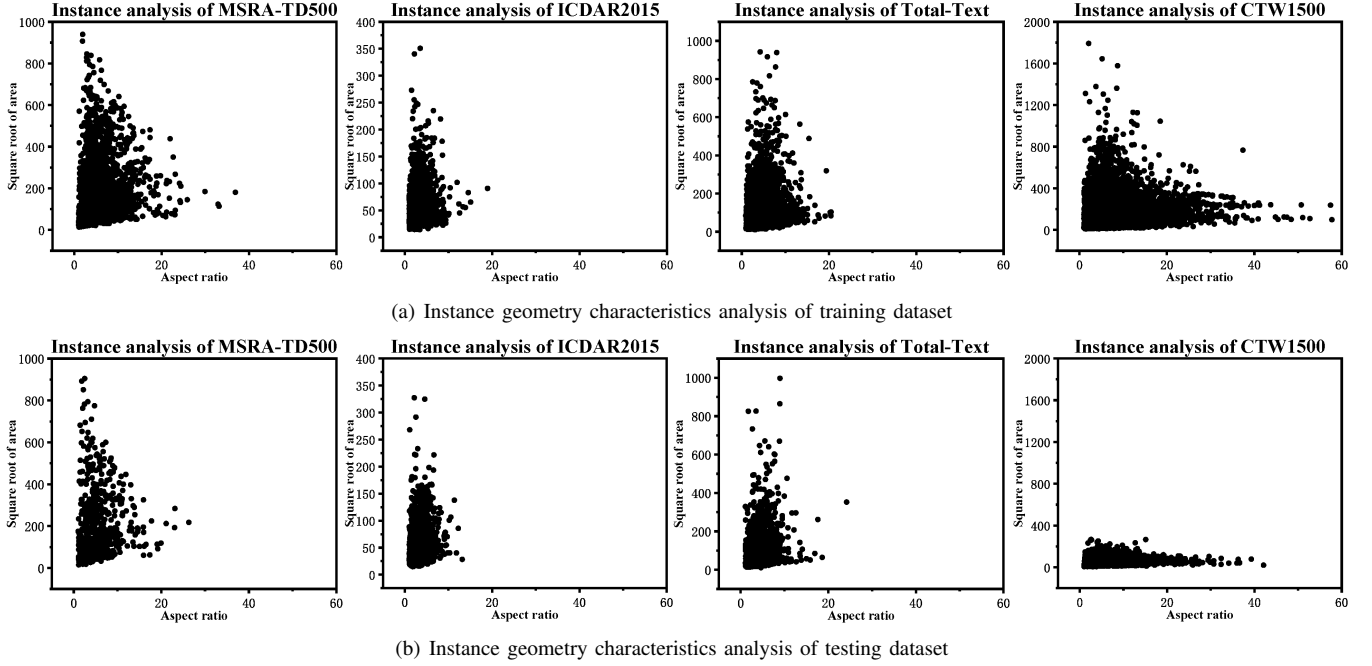 Instance analysis of MSRA-TD500
1000
800
600
400
200
0
Square root of area
0 20 40 60
Aspect ratio
Instance analysis of ICDAR2015
400
350
300
250
200
150
100
50
0
Square root of area
0 20 40 60
Aspect ratio
Instance analysis of Total-Text
1000
800
600
400
200
0
Square root of area
0 20 40 60
Aspect ratio
Instance analysis of CTW1500
2000
1600
1200
800
400
0
Square root of area
0 20 40 60
Aspect ratio
(a) Instance geometry characteristics analysis of training dataset
Instance analysis of MSRA-TD500
1000
800
600
400
200
0
Square root of area
0 20 40 60
Aspect ratio
Instance analysis of ICDAR2015
400
350
300
250
200
150
100
50
0
Square root of area
0 20 40 60
Aspect ratio
Instance analysis of Total-Text
1000
800
600
400
200
0
Square root of area
0 20 40 60
Aspect ratio
Instance analysis of CTW1500
2000
1600
1200
800
400
0
Square root of area
0 20 40 60
Aspect ratio
(b) Instance geometry characteristics analysis of testing dataset